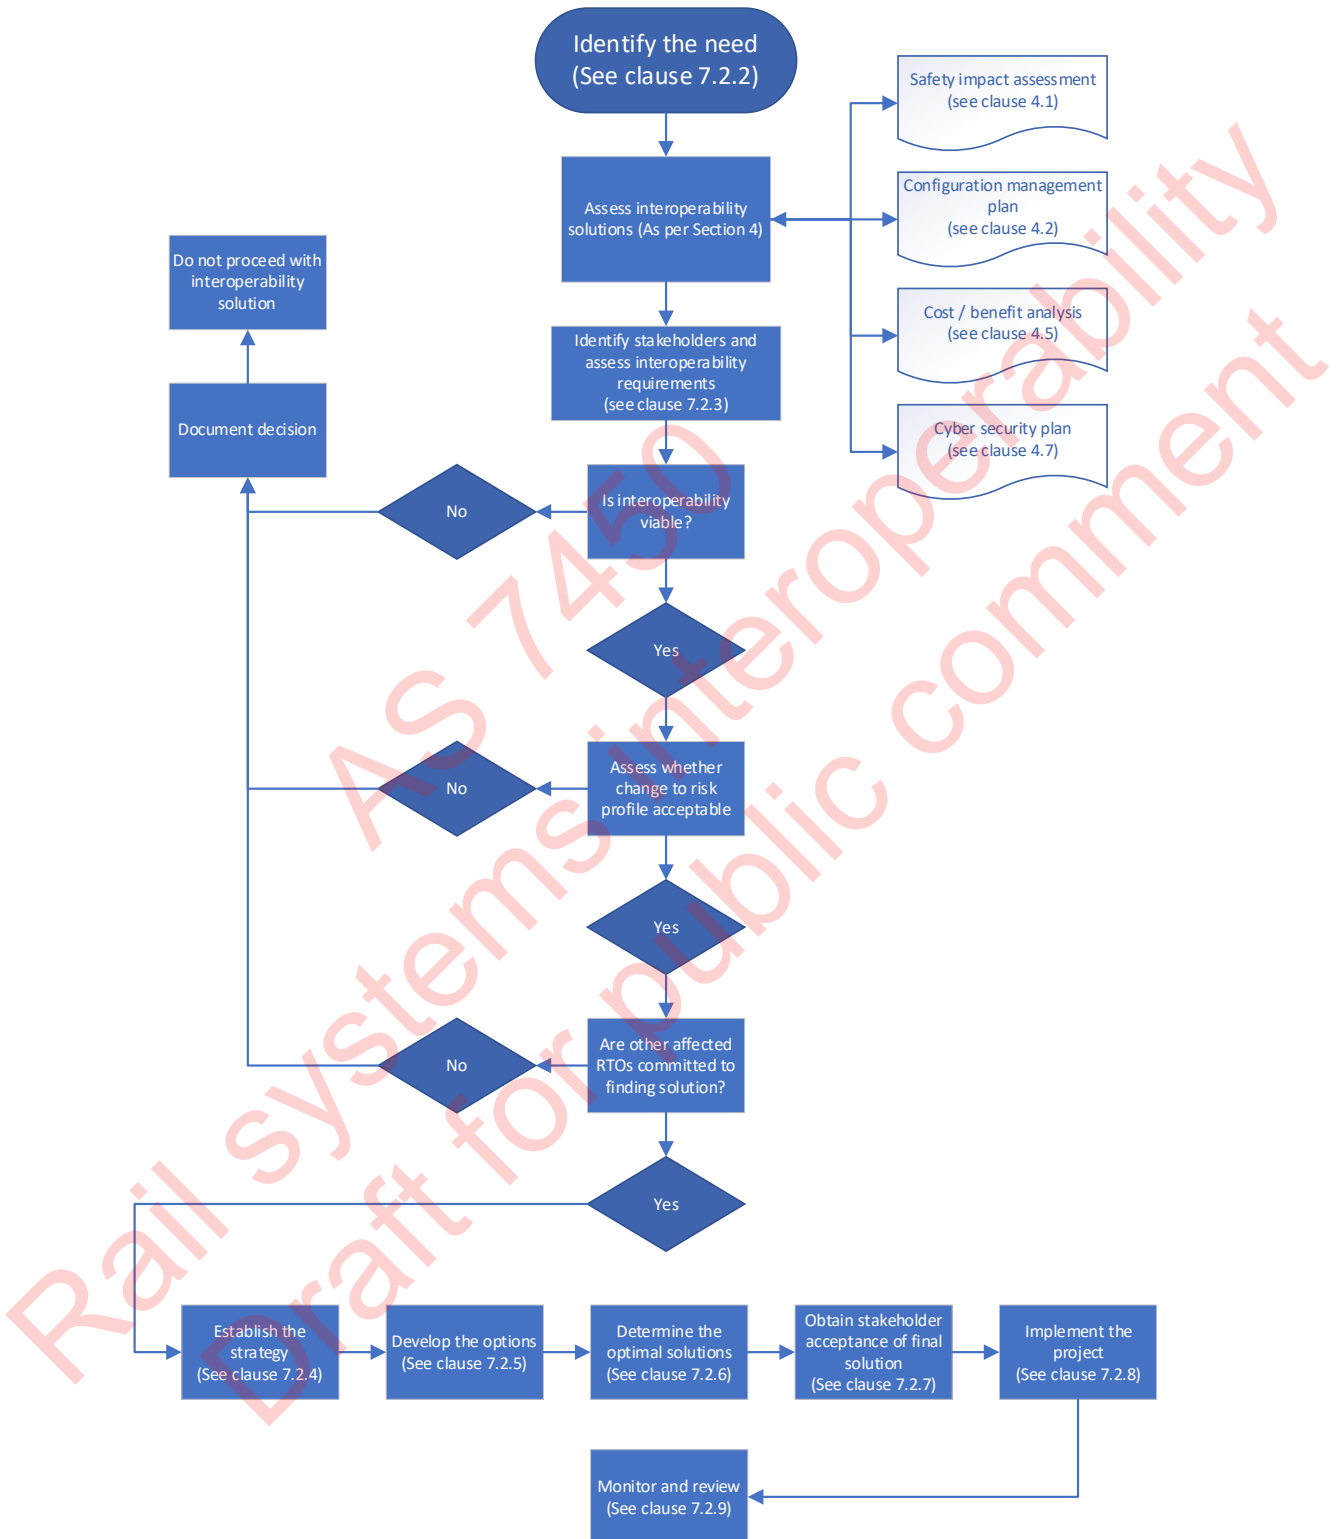 Identify the need
(See clause 7.2.2)
Safety impact assessment
(see clause 4.1)
Assess interoperability
solutions (As per Section 4)
Configuration management
plan
(see clause 4.2)
Do not proceed with
interoperability
solution
Cost / benefit analysis
(see clause 4.5)
Identify stakeholders and
assess interoperability
requirements
(see clause 7.2.3)
Document decision
Cyber security plan
(see clause 4.7)
No
Is interoperability
viable?
Yes
No
Assess whether
change to risk
profile acceptable
Yes
No
Are other affected
RTOs committed to
finding solution?
Yes
Establish the
strategy
(See clause 7.2.4)
Develop the options
(See clause 7.2.5)
Determine the
optimal solutions
(See clause 7.2.6)
Obtain stakeholder
acceptance of final
solution
(See clause 7.2.7)
Implement the
project
(See clause 7.2.8)
Monitor and review
(See clause 7.2.9)
AS 7450
Rail systems interoperability
Draft for public comment